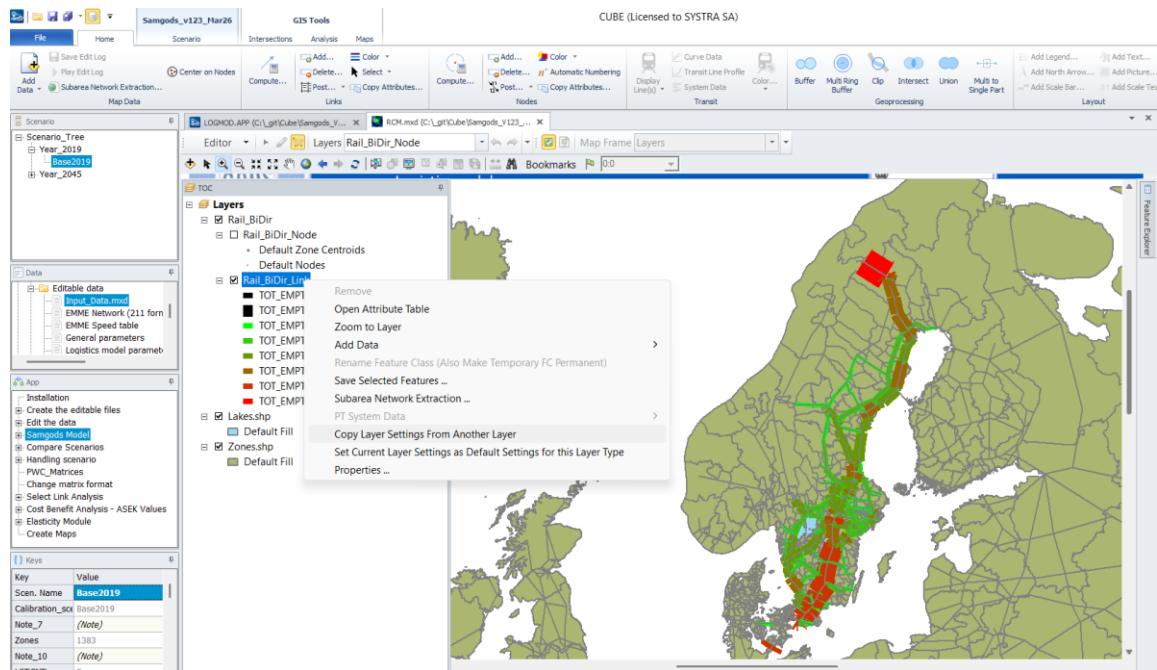 CUBE (Licensed to SYSTRA SA)
Samgods_v123_Mar26
GIS Tools
File
Home
Scenario
Intersections
Analysis
Maps
Add Data
Save Edit Log
Play Edit Log
Subarea Network Extraction...
Center on Nodes
Map Data
Compute...
Add...
Delete...
Post...
Color
Select
Copy Attributes...
Links
Compute...
Add...
Delete...
Post...
Color
Automatic Numbering
Copy Attributes...
Nodes
Display Line(s)
Curve Data
Transit Line Profile
System Data
Color...
Transit
Buffer
Multi Ring Buffer
Clip
Intersect
Union
Multi to Single Part
Geoprocessing
Add Legend...
Add North Arrow...
Add Scale Bar...
Add Text...
Add Picture...
Add Scale Tex
Layout
Scenario
Scenario_Tree
Year_2019
Base2019
Year_2045
LOGMOD.APP (C:\_git\Cube\Samgods_V...
RCM.mxd (C:\_git\Cube\Samgods_V123_...
Editor
Layers
Rail_BiDir_Node
Map Frame
Layers
Bookmarks
0:0
TOC
Layers
Rail_BiDir
Rail_BiDir_Node
Default Zone Centroids
Default Nodes
Rail_BiDir_Link
TOT_EMPT
TOT_EMPT
TOT_EMPT
TOT_EMPT
TOT_EMPT
TOT_EMPT
TOT_EMPT
TOT_EMPT
Lakes.shp
Default Fill
Zones.shp
Default Fill
Remove
Open Attribute Table
Zoom to Layer
Add Data
Rename Feature Class (Also Make Temporary FC Permanent)
Save Selected Features ...
Subarea Network Extraction ...
PT System Data
Copy Layer Settings From Another Layer
Set Current Layer Settings as Default Settings for this Layer Type
Properties ...
Feature Explorer
Data
Editable data
Input_Data.mxd
EMME Network (211 forn
EMME Speed table
General parameters
Logistics model paramet
App
Installation
Create the editable files
Edit the data
Samgods Model
Compare Scenarios
Handling scenario
PWC_Matrices
Change matrix format
Select Link Analysis
Cost Benefit Analysis - ASEK Values
Elasticity Module
Create Maps
Keys
Key
Value
Scen. Name
Base2019
Calibration_sce
Base2019
Note_7
(Note)
Zones
1383
Note_10
(Note)